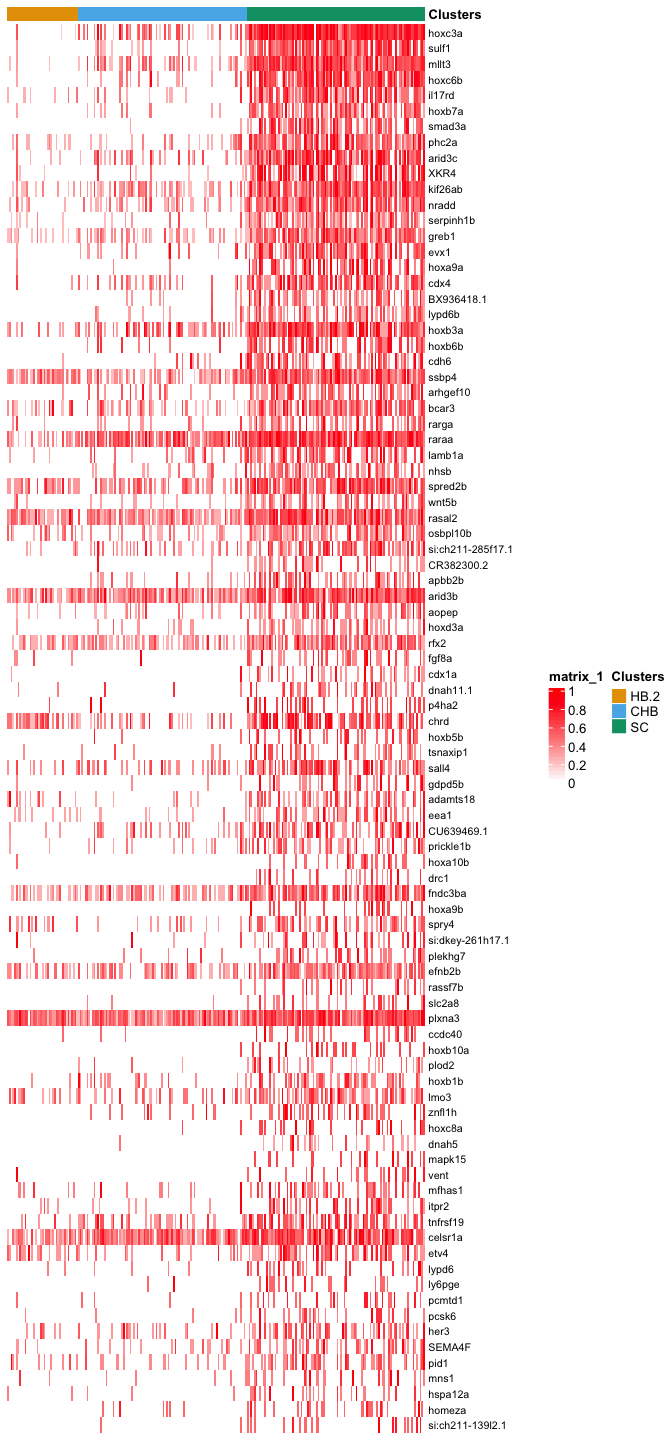 Clusters
hoxc3a
sulf1
mllt3
hoxc6b
il17rd
hoxb7a
smad3a
phc2a
arid3c
XKR4
kif26ab
nradd
serpinh1b
greb1
evx1
hoxa9a
cdx4
BX936418.1
lypd6b
hoxb3a
hoxb6b
cdh6
ssbp4
arhgef10
bcar3
rarga
raraa
lamb1a
nhsb
spred2b
wnt5b
rasal2
osbpl10b
si:ch211-285f17.1
CR382300.2
apbb2b
arid3b
aopep
hoxd3a
rfx2
fgf8a
cdx1a
dnah11.1
p4ha2
chrd
hoxb5b
tsnaxip1
sall4
gdpd5b
adamts18
eea1
CU639469.1
prickle1b
hoxa10b
drc1
fndc3ba
hoxa9b
spry4
si:dkey-261h17.1
plekhg7
efnb2b
rassf7b
slc2a8
plxna3
ccdc40
hoxb10a
plod2
hoxb1b
lmo3
znfl1h
hoxc8a
dnah5
mapk15
vent
mfhas1
itpr2
tnfrsf19
celsr1a
etv4
lypd6
ly6pge
pcmtd1
pcsk6
her3
SEMA4F
pid1
mns1
hspa12a
homeza
si:ch211-139l2.1
matrix_1
1
0.8
0.6
0.4
0.2
0
Clusters
HB.2
CHB
SC